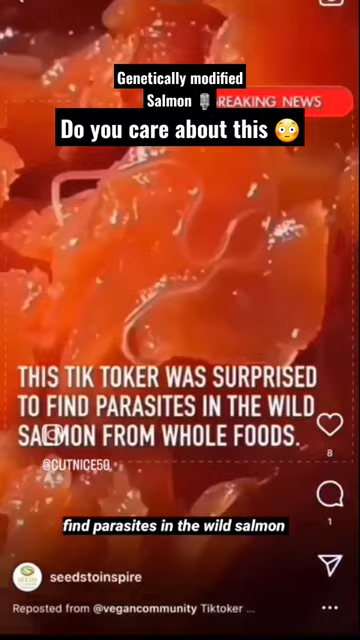 Genetically modified
Salmon 🎙️ BREAKING NEWS
Do you care about this 😳
THIS TIK TOKER WAS SURPRISED
TO FIND PARASITES IN THE WILD
SALMON FROM WHOLE FOODS.
8
@CUTNICE50
1
find parasites in the wild salmon
seedstoinspire
Reposted from @vegancommunity Tiktoker ...